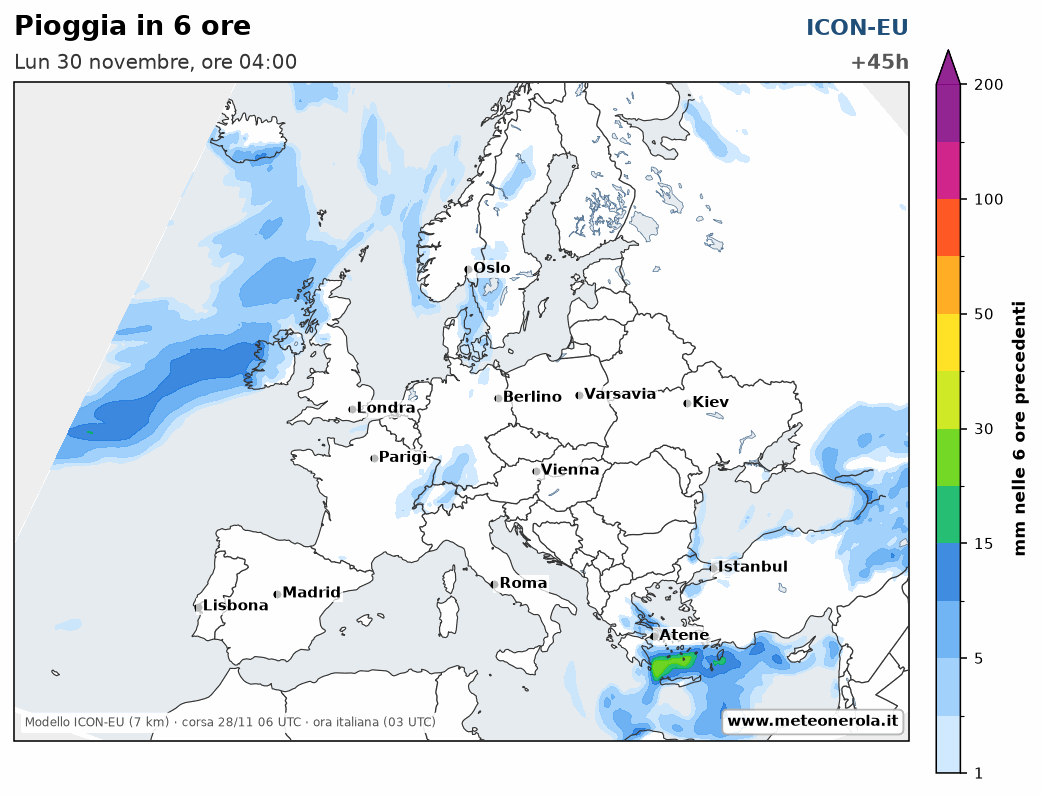 Pioggia in 6 ore
ICON-EU
Lun 30 novembre, ore 04:00
+45h
200
100
50
30
15
5
1
mm nelle 6 ore precedenti
Oslo
Berlino
Varsavia
Kiev
Londra
Parigi
Vienna
Istanbul
Roma
Madrid
Lisbona
Atene
Modello ICON-EU (7 km) · corsa 28/11 06 UTC · ora italiana (03 UTC)
www.meteonerola.it